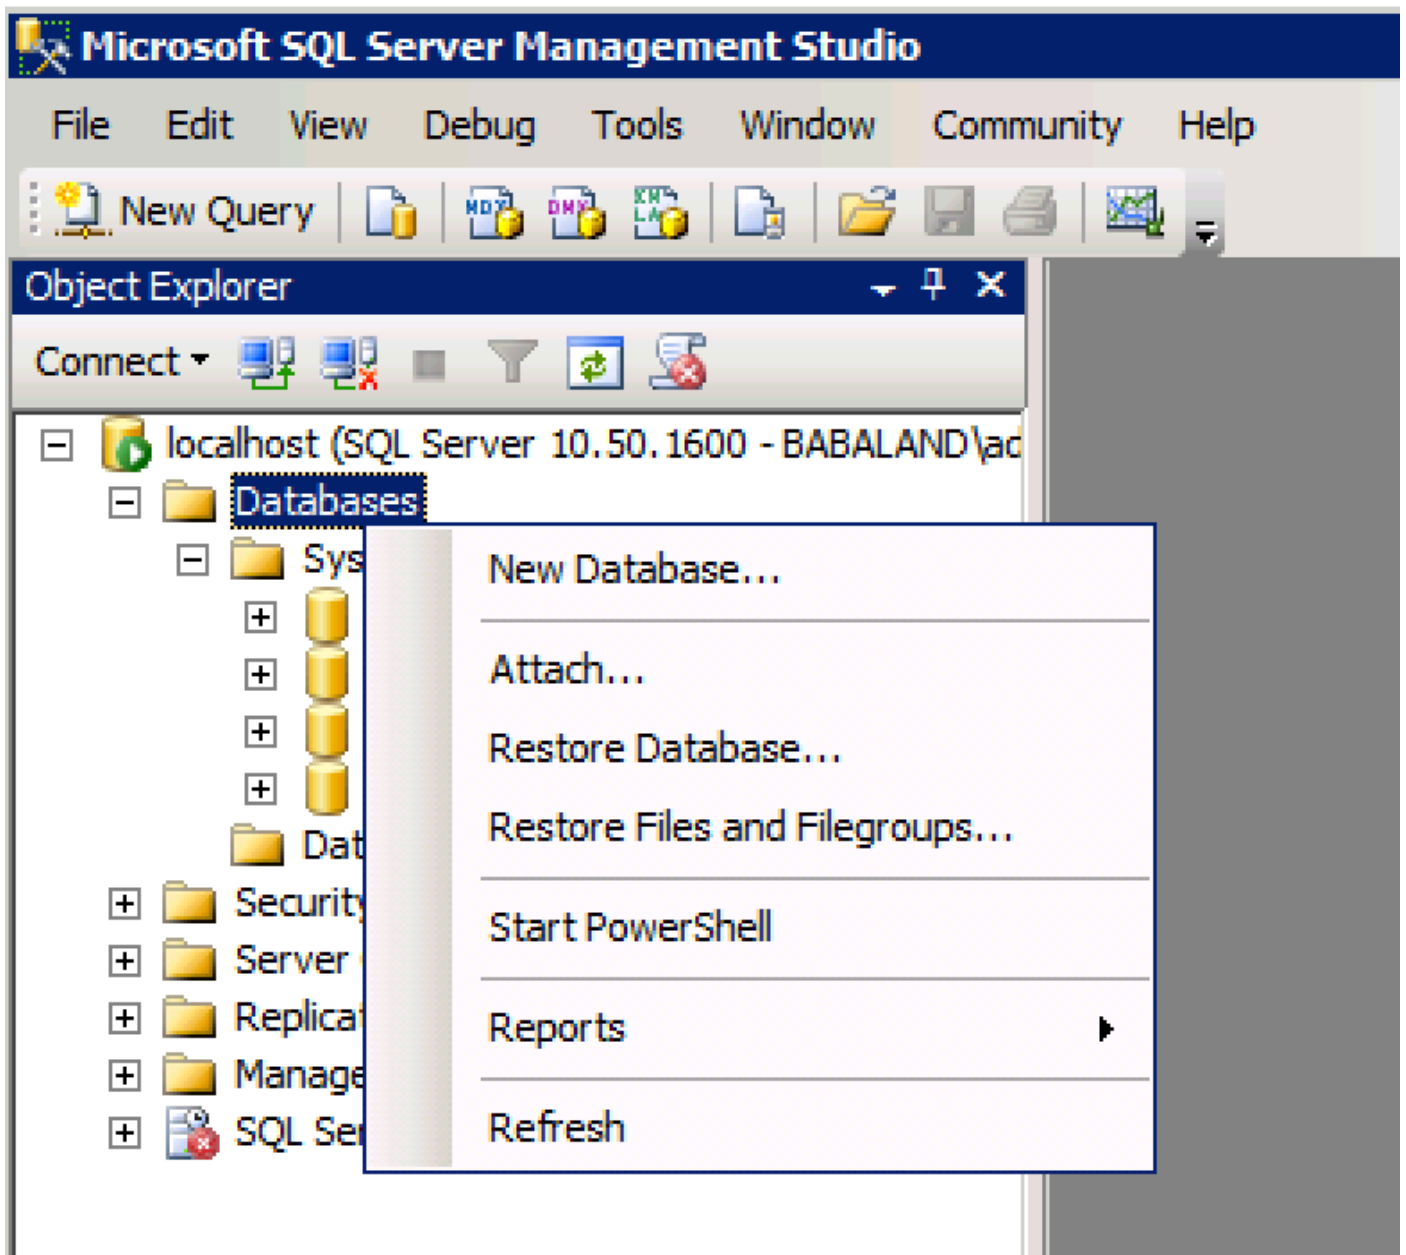 Microsoft SQL Server Management Studio
File Edit View Debug Tools Window Community Help
New Query
Object Explorer
Connect
localhost (SQL Server 10.50.1600 - BABALAND\ad
Databases
Sys
New Database...
Attach...
Restore Database...
Restore Files and Filegroups...
Dat
Security
Start PowerShell
Server
Replicat
Reports
Manage
SQL Ser
Refresh